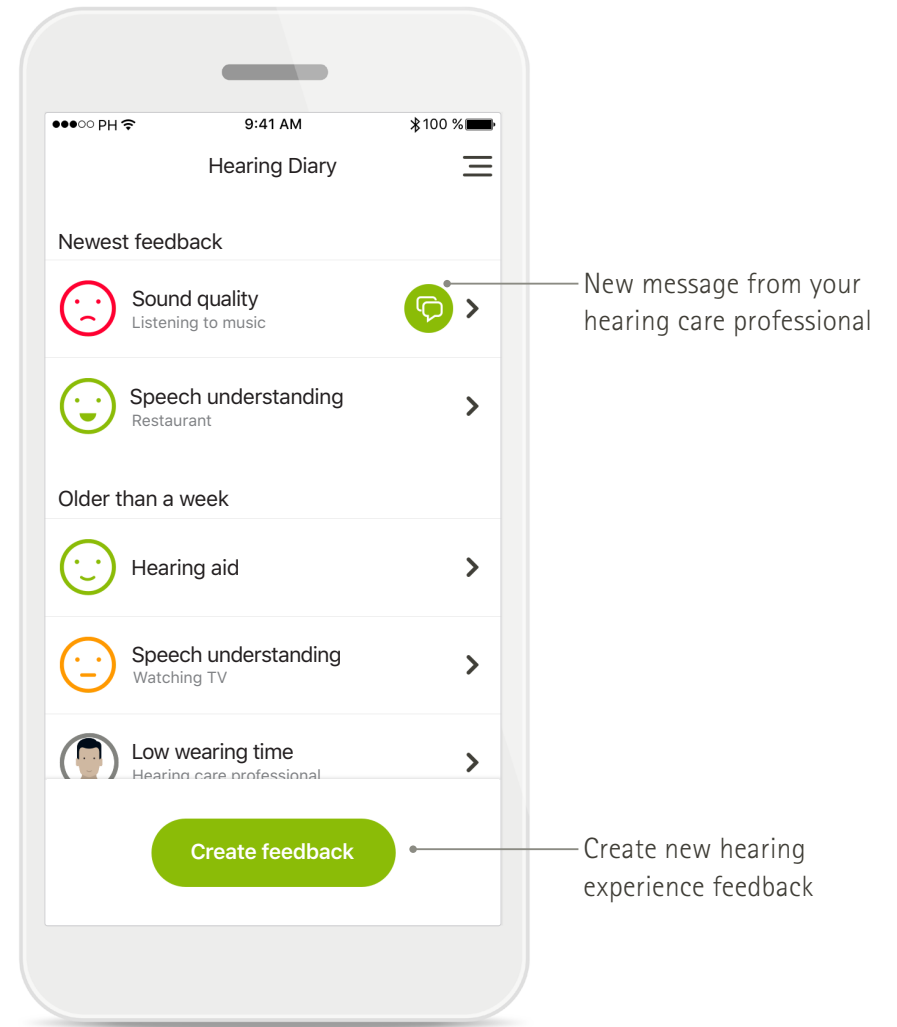 PH 9:41 AM 100 %
Hearing Diary
Newest feedback
Sound quality
Listening to music
New message from your
hearing care professional
Speech understanding
Restaurant
Older than a week
Hearing aid
Speech understanding
Watching TV
Low wearing time
Hearing care professional
Create feedback
Create new hearing
experience feedback